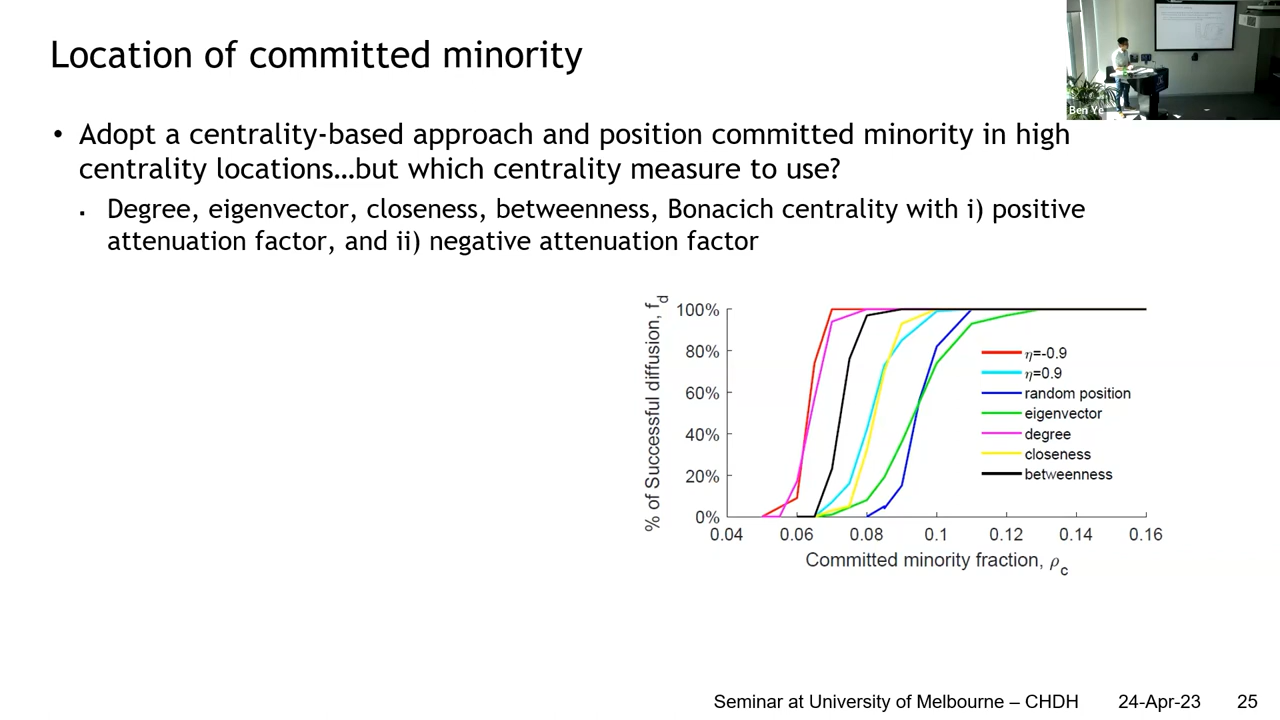 Location of committed minority
Ben Ye
• Adopt a centrality-based approach and position committed minority in high
centrality locations…but which centrality measure to use?
▪ Degree, eigenvector, closeness, betweenness, Bonacich centrality with i) positive
attenuation factor, and ii) negative attenuation factor
% of Successful diffusion, f_d
100%
80%
60%
40%
20%
0%
0.04 0.06 0.08 0.1 0.12 0.14 0.16
Committed minority fraction, ρ_c
η=-0.9
η=0.9
random position
eigenvector
degree
closeness
betweenness
Seminar at University of Melbourne – CHDH 24-Apr-23 25